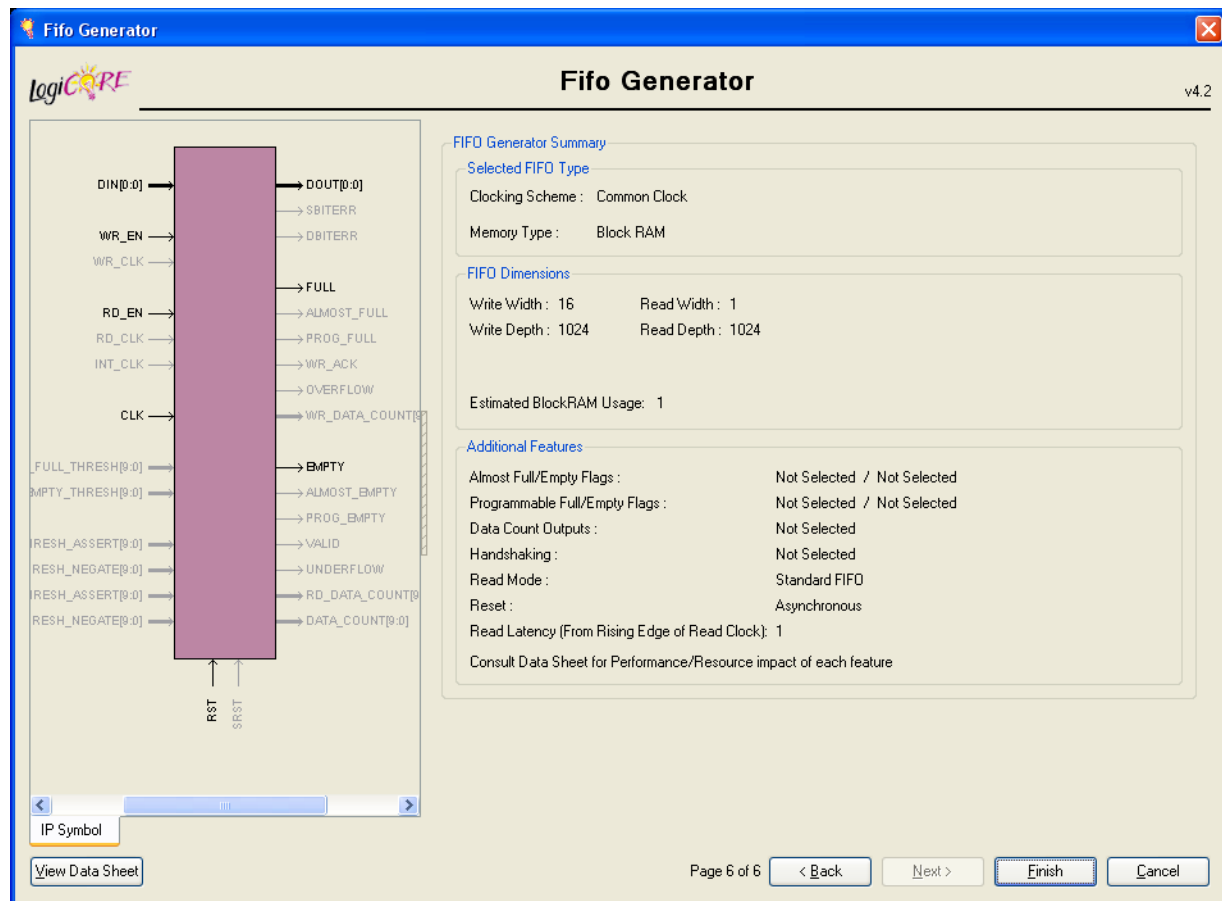 Fifo Generator
LogiCORE
Fifo Generator
v4.2
DIN[0:0]
WR_EN
WR_CLK
RD_EN
RD_CLK
INT_CLK
CLK
_FULL_THRESH[9:0]
MPTY_THRESH[9:0]
IRESH_ASSERT[9:0]
RESH_NEGATE[9:0]
IRESH_ASSERT[9:0]
RESH_NEGATE[9:0]
DOUT[0:0]
SBITERR
DBITERR
FULL
ALMOST_FULL
PROG_FULL
WR_ACK
OVERFLOW
WR_DATA_COUNT[9
EMPTY
ALMOST_EMPTY
PROG_EMPTY
VALID
UNDERFLOW
RD_DATA_COUNT[9
DATA_COUNT[9:0]
RST
SRST
IP Symbol
FIFO Generator Summary
Selected FIFO Type
Clocking Scheme : Common Clock
Memory Type : Block RAM
FIFO Dimensions
Write Width : 16 Read Width : 1
Write Depth : 1024 Read Depth : 1024
Estimated BlockRAM Usage: 1
Additional Features
Almost Full/Empty Flags : Not Selected / Not Selected
Programmable Full/Empty Flags : Not Selected / Not Selected
Data Count Outputs : Not Selected
Handshaking : Not Selected
Read Mode : Standard FIFO
Reset : Asynchronous
Read Latency (From Rising Edge of Read Clock): 1
Consult Data Sheet for Performance/Resource impact of each feature
View Data Sheet
Page 6 of 6
< Back
Next >
Finish
Cancel